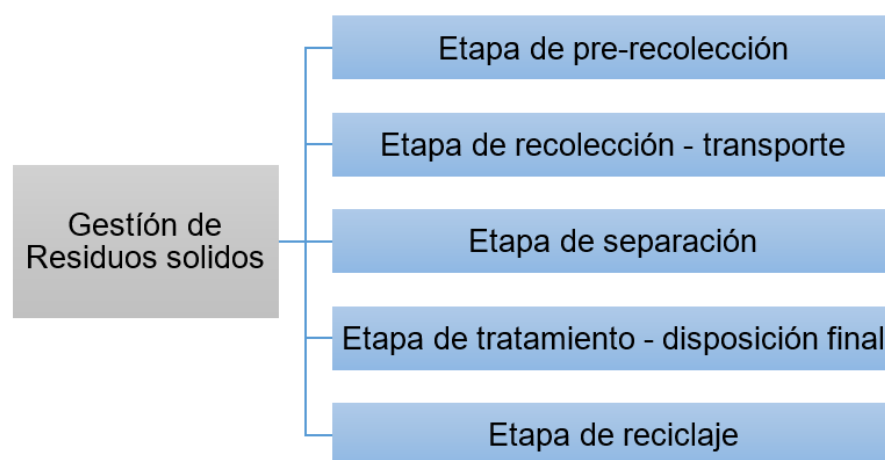 Gestíón de
Residuos solidos
Etapa de pre-recolección
Etapa de recolección - transporte
Etapa de separación
Etapa de tratamiento - disposición final
Etapa de reciclaje